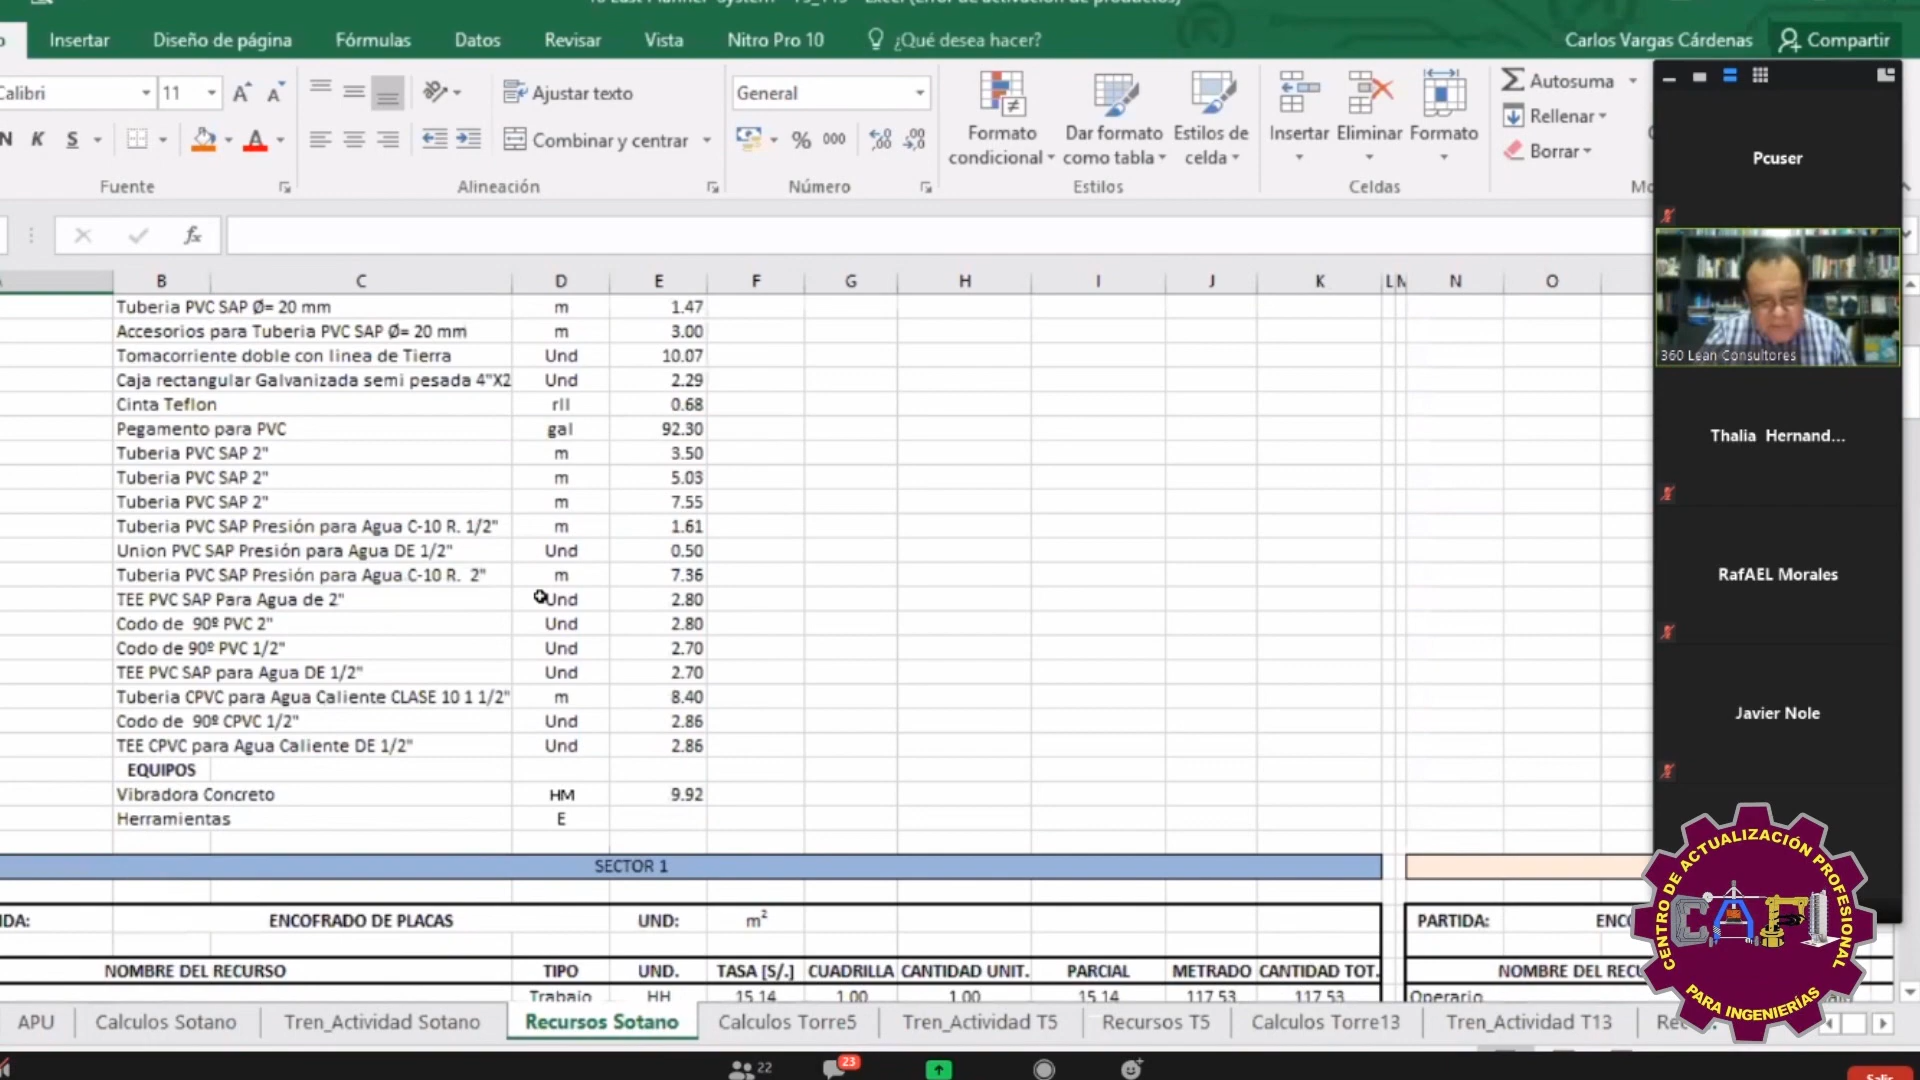 Insertar Diseño de página Fórmulas Datos Revisar Vista Nitro Pro 10 ¿Qué desea hacer? Carlos Vargas Cárdenas Compartir
Calibri 11 Ajustar texto General Formato condicional Dar formato como tabla Estilos de celda Insertar Eliminar Formato Autosuma
N K S Combinar y centrar % 000 Rellenar
Borrar
Fuente Alineación Número Estilos Celdas
fx
B C D E F G H I J K L N O
Tuberia PVC SAP Ø= 20 mm m 1.47
Accesorios para Tuberia PVC SAP Ø= 20 mm m 3.00
Tomacorriente doble con linea de Tierra Und 10.07
Caja rectangular Galvanizada semi pesada 4"X2 Und 2.29
Cinta Teflon rll 0.68
Pegamento para PVC gal 92.30
Tuberia PVC SAP 2" m 3.50
Tuberia PVC SAP 2" m 5.03
Tuberia PVC SAP 2" m 7.55
Tuberia PVC SAP Presión para Agua C-10 R. 1/2" m 1.61
Union PVC SAP Presión para Agua DE 1/2" Und 0.50
Tuberia PVC SAP Presión para Agua C-10 R. 2" m 7.36
TEE PVC SAP Para Agua de 2" Und 2.80
Codo de 90º PVC 2" Und 2.80
Codo de 90º PVC 1/2" Und 2.70
TEE PVC SAP para Agua DE 1/2" Und 2.70
Tuberia CPVC para Agua Caliente CLASE 10 1 1/2" m 8.40
Codo de 90º CPVC 1/2" Und 2.86
TEE CPVC para Agua Caliente DE 1/2" Und 2.86
EQUIPOS
Vibradora Concreto HM 9.92
Herramientas E
SECTOR 1
ENCOFRADO DE PLACAS UND: m² PARTIDA:
NOMBRE DEL RECURSO TIPO UND. TASA [S/.] CUADRILLA CANTIDAD UNIT. PARCIAL METRADO CANTIDAD TOT.
Trabajo HH 15.14 1.00 1.00 15.14 117.53 117.53 Operario
APU Calculos Sotano Tren_Actividad Sotano Recursos Sotano Calculos Torre5 Tren_Actividad T5 Recursos T5 Calculos Torre13 Tren_Actividad T13
22 23 Salir
Pcuser
360 Lean Consultores
Thalia Hernand...
RafAEL Morales
Javier Nole
CENTRO DE ACTUALIZACIÓN PROFESIONAL
CAPI
PARA INGENIERÍAS